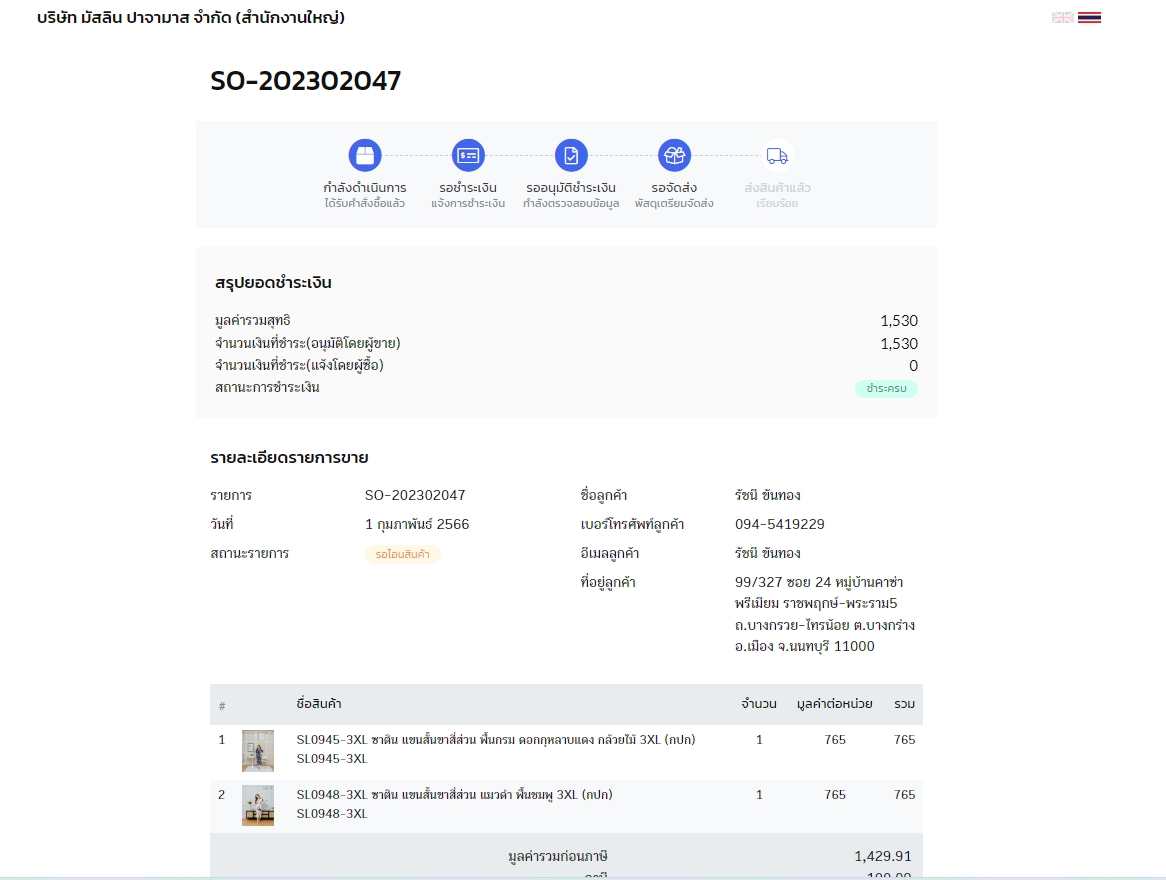 บริษัท มัสลิน ปาจามาส จำกัด (สำนักงานใหญ่)
SO-202302047
กำลังดำเนินการ รอชำระเงิน รออนุมัติชำระเงิน รอจัดส่ง ส่งสินค้าแล้ว
ได้รับคำสั่งซื้อแล้ว แจ้งการชำระเงิน กำลังตรวจสอบข้อมูล พัสดุเตรียมจัดส่ง เรียบร้อย
สรุปยอดชำระเงิน
มูลค่ารวมสุทธิ 1,530
จำนวนเงินที่ชำระ(อนุมัติโดยผู้ขาย) 1,530
จำนวนเงินที่ชำระ(แจ้งโดยผู้ซื้อ) 0
สถานะการชำระเงิน ชำระครบ
รายละเอียดรายการขาย
รายการ SO-202302047 ชื่อลูกค้า รัชนี ขันทอง
วันที่ 1 กุมภาพันธ์ 2566 เบอร์โทรศัพท์ลูกค้า 094-5419229
สถานะรายการ รอโอนสินค้า อีเมลลูกค้า รัชนี ขันทอง
ที่อยู่ลูกค้า 99/327 ซอย 24 หมู่บ้านคาซ่า
พรีเมียม ราชพฤกษ์-พระราม5
ถ.บางกรวย-ไทรน้อย ต.บางกร่าง
อ.เมือง จ.นนทบุรี 11000
# ชื่อสินค้า จำนวน มูลค่าต่อหน่วย รวม
1 SL0945-3XL ซาติน แขนสั้นขาสี่ส่วน พื้นกรม ดอกกุหลาบแดง กล้วยไม้ 3XL (กปก) 1 765 765
SL0945-3XL
2 SL0948-3XL ซาติน แขนสั้นขาสี่ส่วน แมวดำ พื้นชมพู 3XL (กปก) 1 765 765
SL0948-3XL
มูลค่ารวมก่อนภาษี 1,429.91